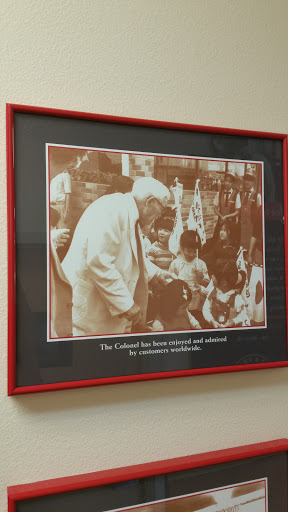 The Colonel has been enjoyed and admired
by customers worldwide.